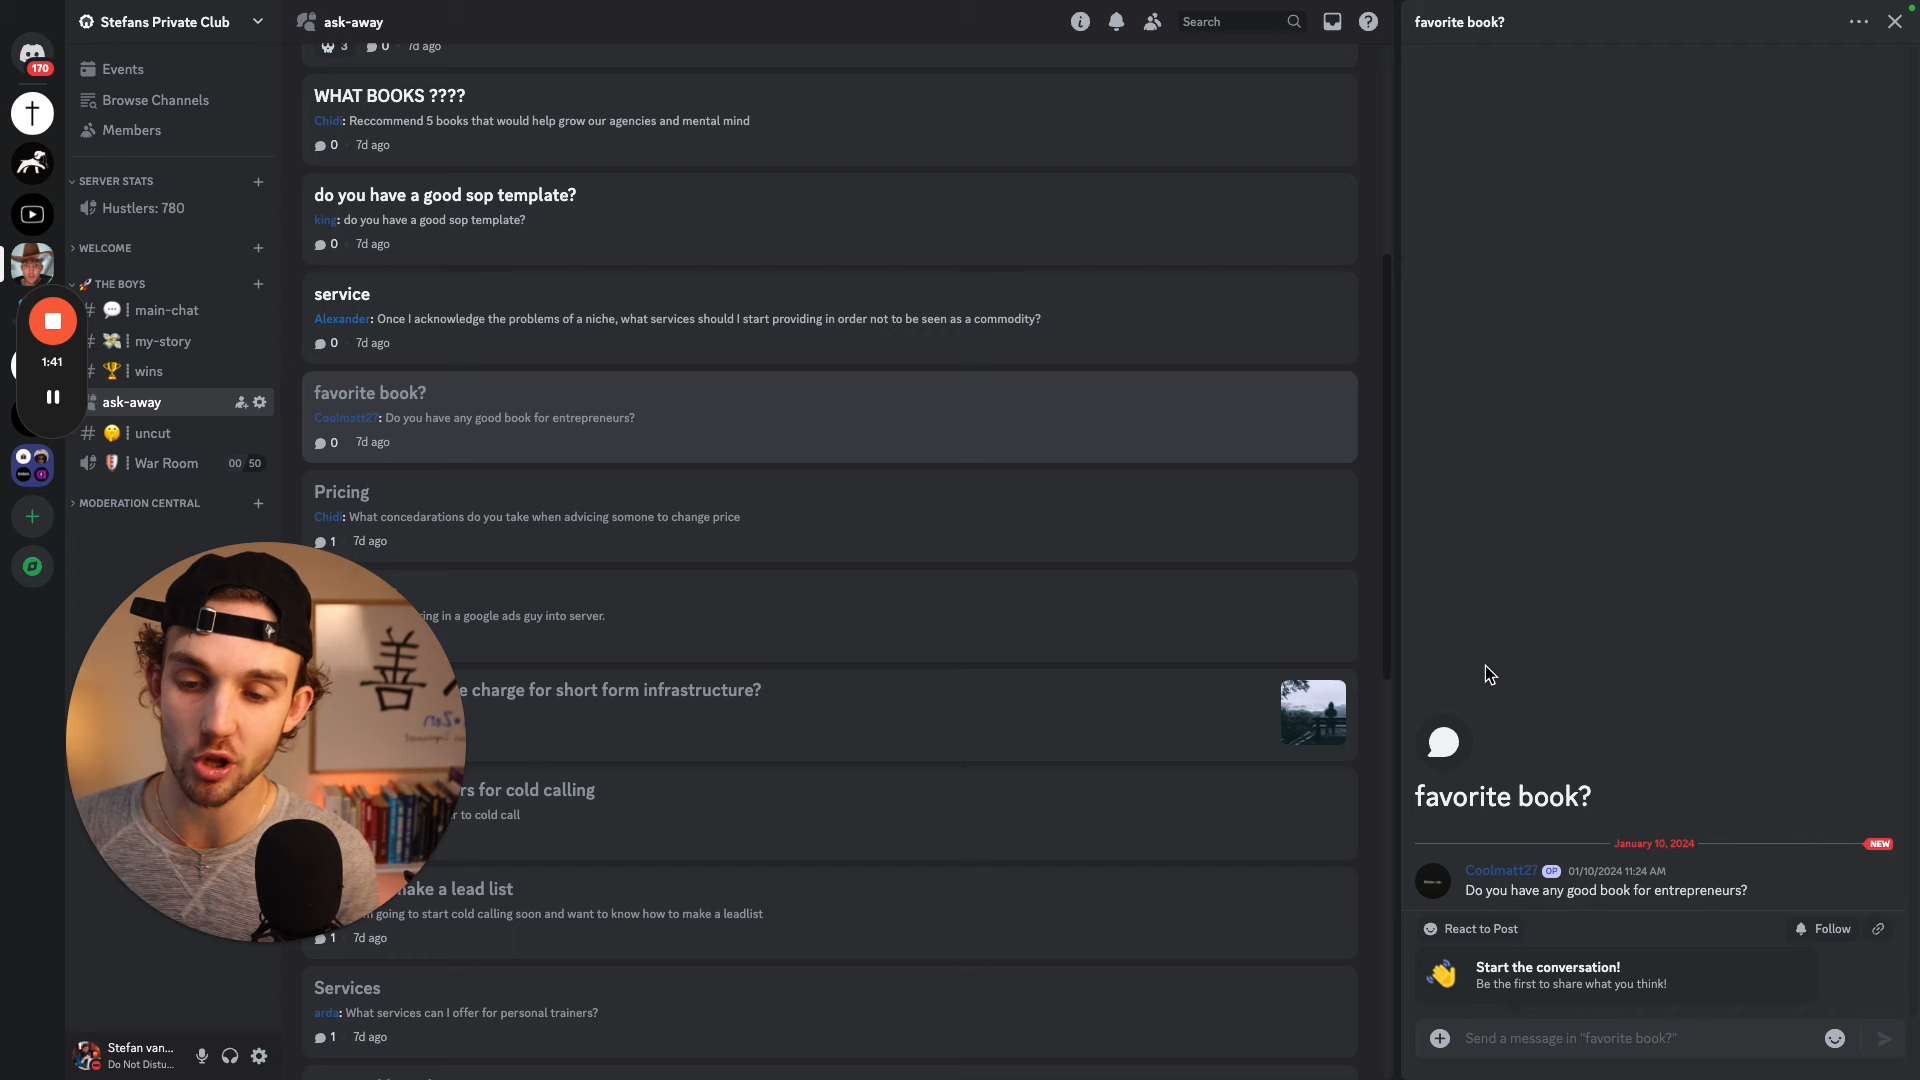 170
Stefans Private Club
Events
Browse Channels
Members
SERVER STATS
Hustlers: 780
WELCOME
🚀 THE BOYS
💬┋main-chat
💸┋my-story
🏆┋wins
ask-away
🤫┋uncut
🛡️┋War Room
00 50
MODERATION CENTRAL
1:41
Stefan van...
Do Not Distu...
ask-away
Search
3 0 7d ago
WHAT BOOKS ????
Chidi: Reccommend 5 books that would help grow our agencies and mental mind
0 7d ago
do you have a good sop template?
king: do you have a good sop template?
0 7d ago
service
Alexander: Once I acknowledge the problems of a niche, what services should I start providing in order not to be seen as a commodity?
0 7d ago
favorite book?
Coolmatt27: Do you have any good book for entrepreneurs?
0 7d ago
Pricing
Chidi: What concedarations do you take when advicing somone to change price
1 7d ago
ing in a google ads guy into server.
e charge for short form infrastructure?
rs for cold calling
r to cold call
ake a lead list
going to start cold calling soon and want to know how to make a leadlist
1 7d ago
Services
arda: What services can I offer for personal trainers?
1 7d ago
善
favorite book?
favorite book?
January 10, 2024
NEW
Coolmatt27 OP 01/10/2024 11:24 AM
Do you have any good book for entrepreneurs?
React to Post
Follow
Start the conversation!
Be the first to share what you think!
Send a message in "favorite book?"